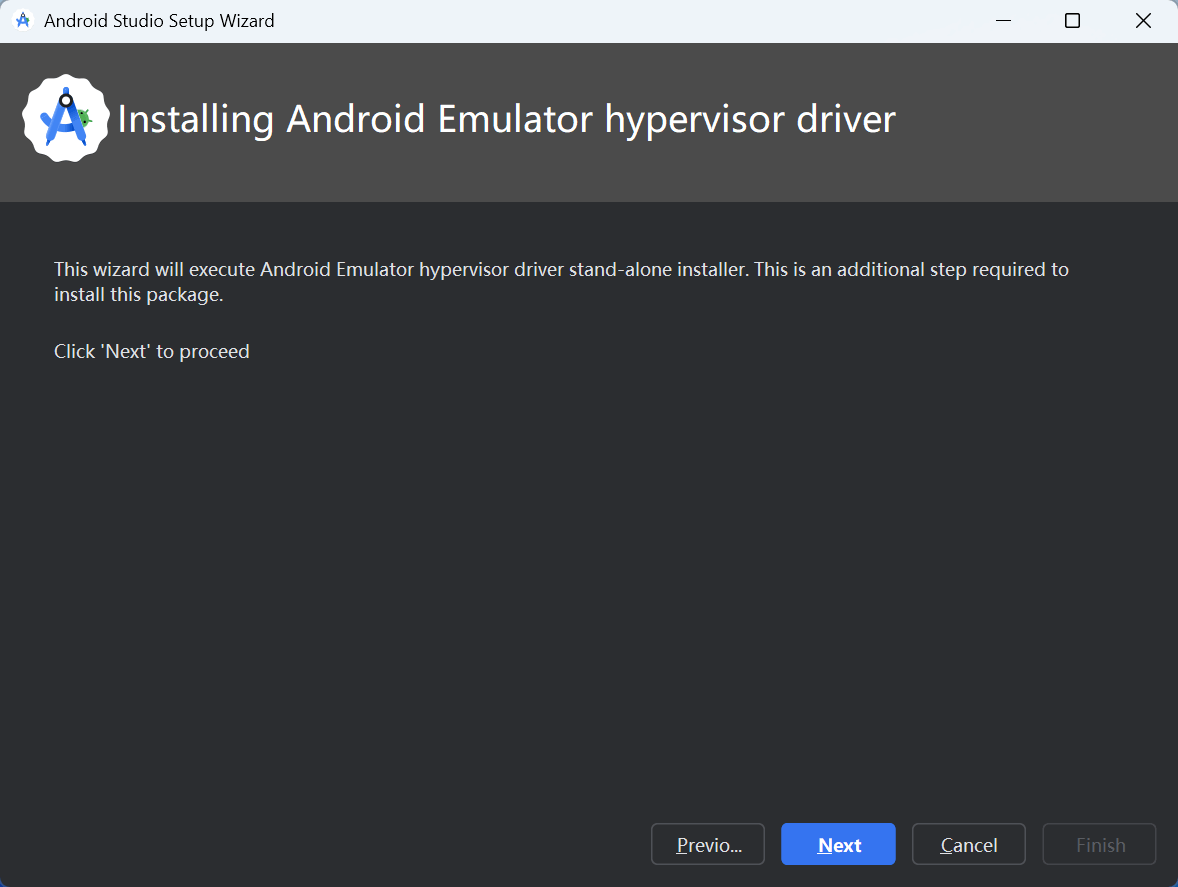 Android Studio Setup Wizard
Installing Android Emulator hypervisor driver
This wizard will execute Android Emulator hypervisor driver stand-alone installer. This is an additional step required to
install this package.
Click 'Next' to proceed
Previo...
Next
Cancel
Finish